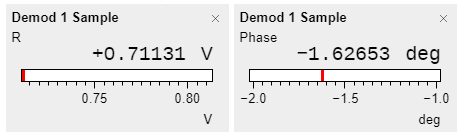 Demod 1 Sample ×
R
+0.71131 V
0.75 0.80
V
Demod 1 Sample ×
Phase
−1.62653 deg
−2.0 −1.5 −1.0
deg